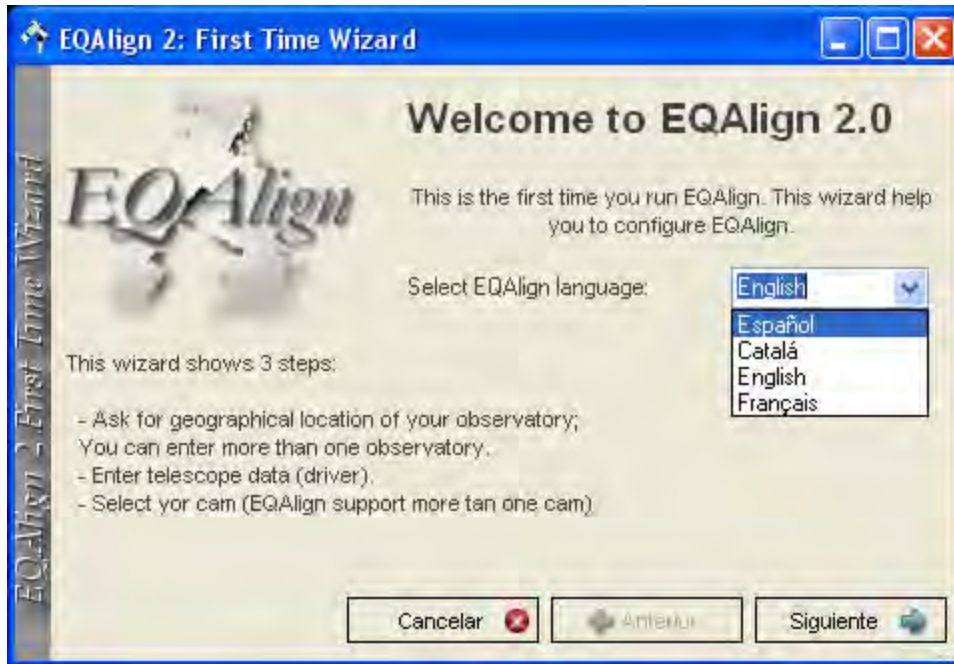 EQAlign 2: First Time Wizard
EQAlign 2 First Time Wizard
EQAlign
Welcome to EQAlign 2.0
This is the first time you run EQAlign. This wizard help
you to configure EQAlign.
Select EQAlign language:
English
Español
Catalá
English
Français
This wizard shows 3 steps:
- Ask for geographical location of your observatory;
You can enter more than one observatory.
- Enter telescope data (driver).
- Select yor cam (EQAlign support more tan one cam)
Cancelar
Anterior
Siguiente